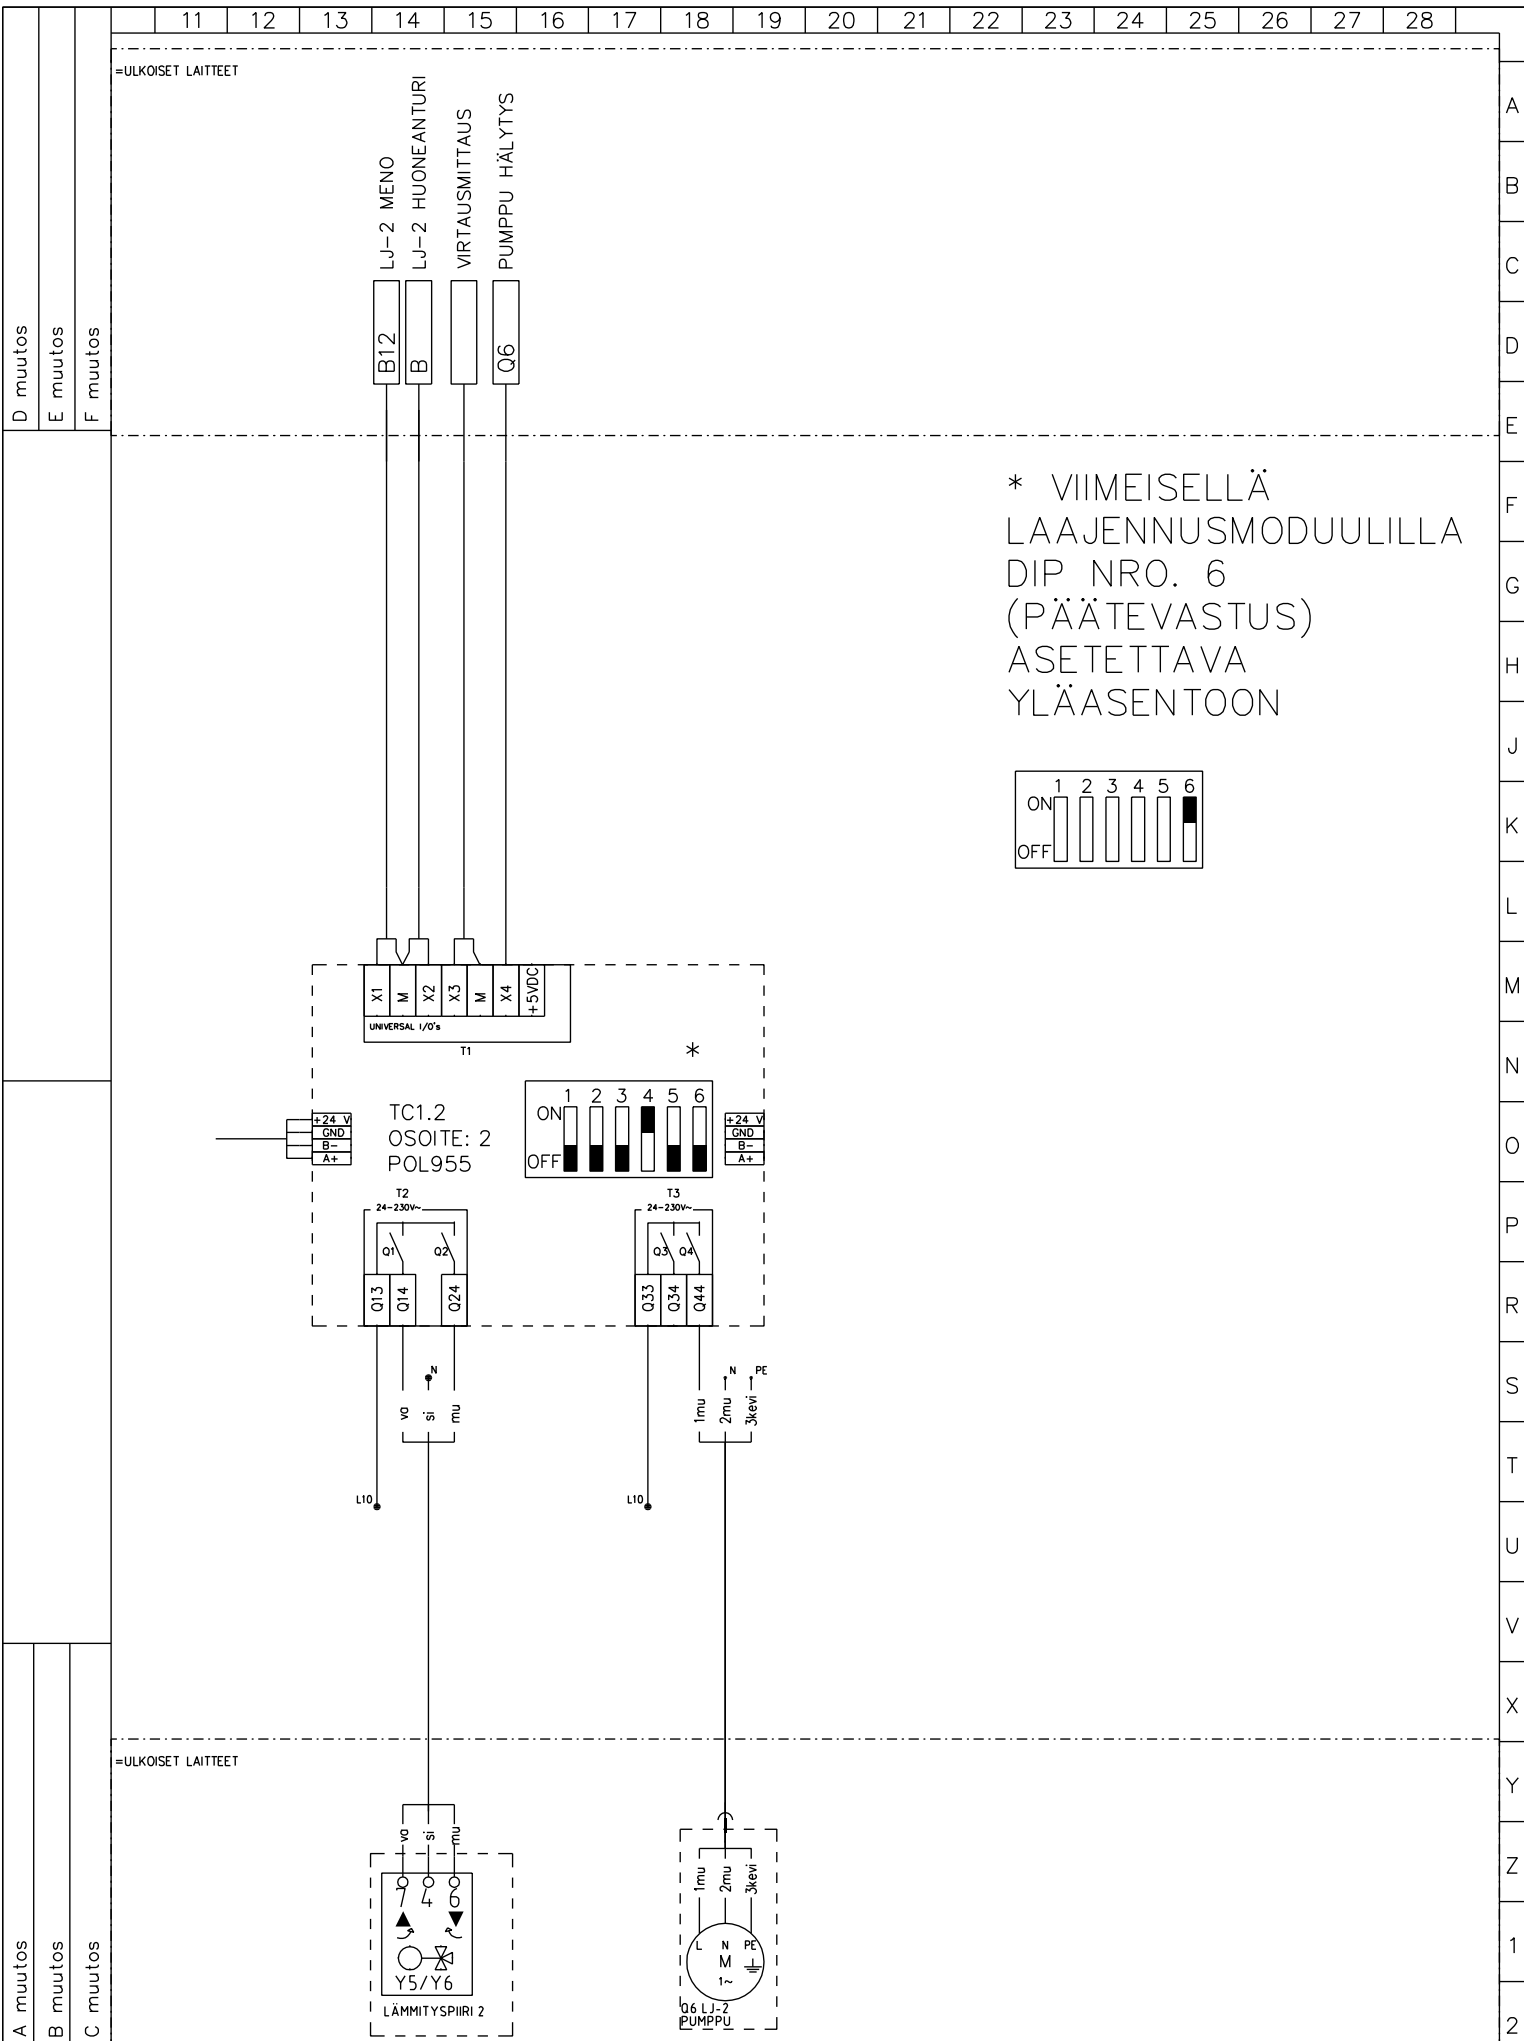 11 12 13 14 15 16 17 18 19 20 21 22 23 24 25 26 27 28
=ULKOISET LAITTEET
LJ-2 MENO
LJ-2 HUONEANTURI
VIRTAUSMITTAUS
PUMPPU HÄLYTYS
B12
B
Q6
D muutos
E muutos
F muutos
A
B
C
D
E
F
G
H
J
K
L
M
N
O
P
R
S
T
U
V
X
Y
Z
1
2
* VIIMEISELLÄ
LAAJENNUSMODUULILLA
DIP NRO. 6
(PÄÄTEVASTUS)
ASETETTAVA
YLÄASENTOON
1 2 3 4 5 6
ON
OFF
X1 M X2 X3 M X4 +5VDC
UNIVERSAL I/O's
T1
*
+24 V
GND
B-
A+
TC1.2
OSOITE: 2
POL955
1 2 3 4 5 6
ON
OFF
+24 V
GND
B-
A+
T2
24-230V~
Q1 Q2
Q13 Q14 Q24
T3
24-230V~
Q3 Q4
Q33 Q34 Q44
N
va si mu
L10
N PE
1mu 2mu 3kevi
L10
=ULKOISET LAITTEET
va si mu
7 4 6
Y5/Y6
LÄMMITYSPIIRI 2
1mu 2mu 3kevi
L N PE
M
1~
Q6 LJ-2
PUMPPU
A muutos
B muutos
C muutos